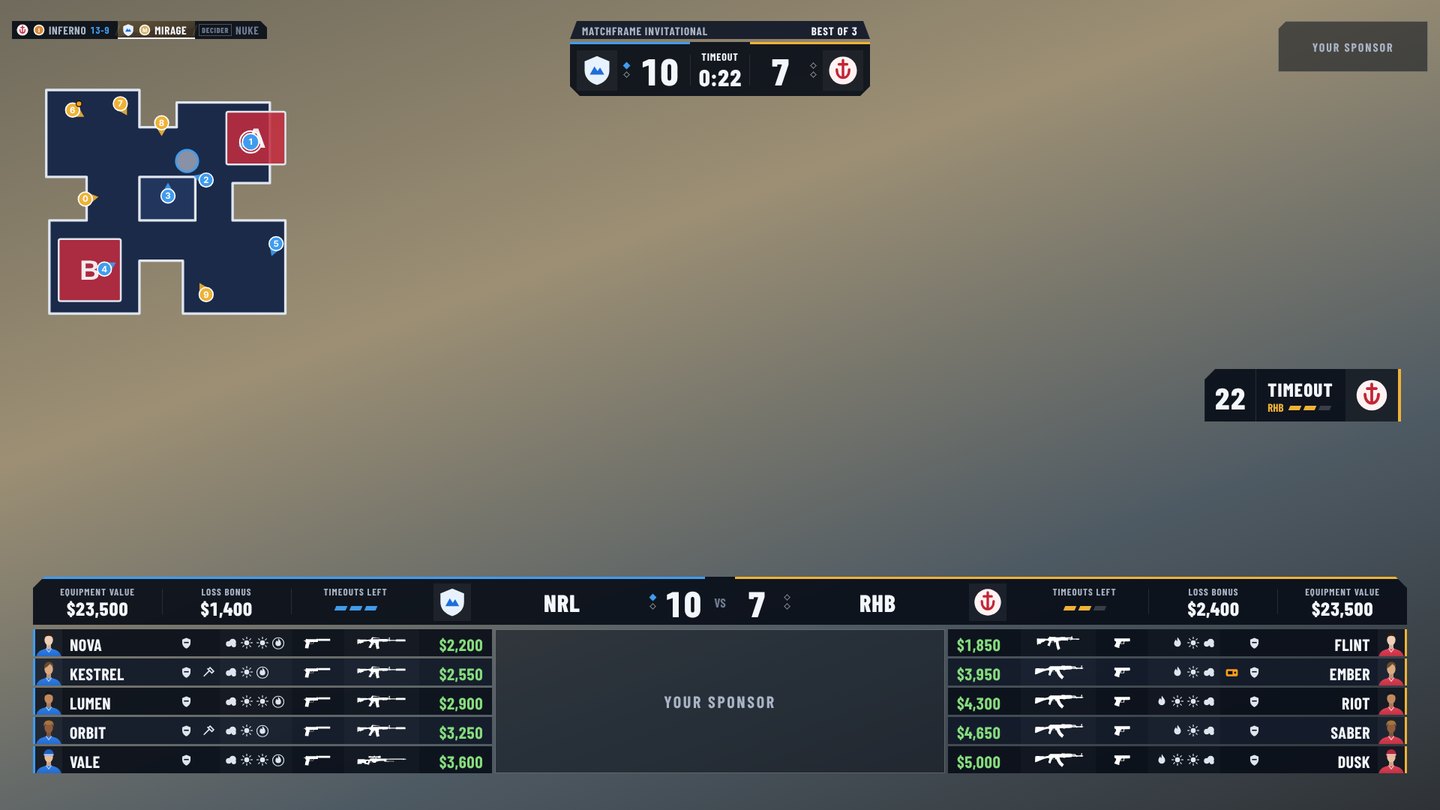 INFERNO 13-9 MIRAGE DECIDER NUKE
MATCHFRAME INVITATIONAL BEST OF 3
10 TIMEOUT 0:22 7
YOUR SPONSOR
6 7 8 A 1
2 3 0
5
B 4
9
22 TIMEOUT
RHB
EQUIPMENT VALUE LOSS BONUS TIMEOUTS LEFT
$23,500 $1,400
NRL 10 VS 7 RHB
TIMEOUTS LEFT LOSS BONUS EQUIPMENT VALUE
$2,400 $23,500
NOVA $2,200
KESTREL $2,550
LUMEN $2,900
ORBIT $3,250
VALE $3,600
YOUR SPONSOR
$1,850 FLINT
$3,950 EMBER
$4,300 RIOT
$4,650 SABER
$5,000 DUSK